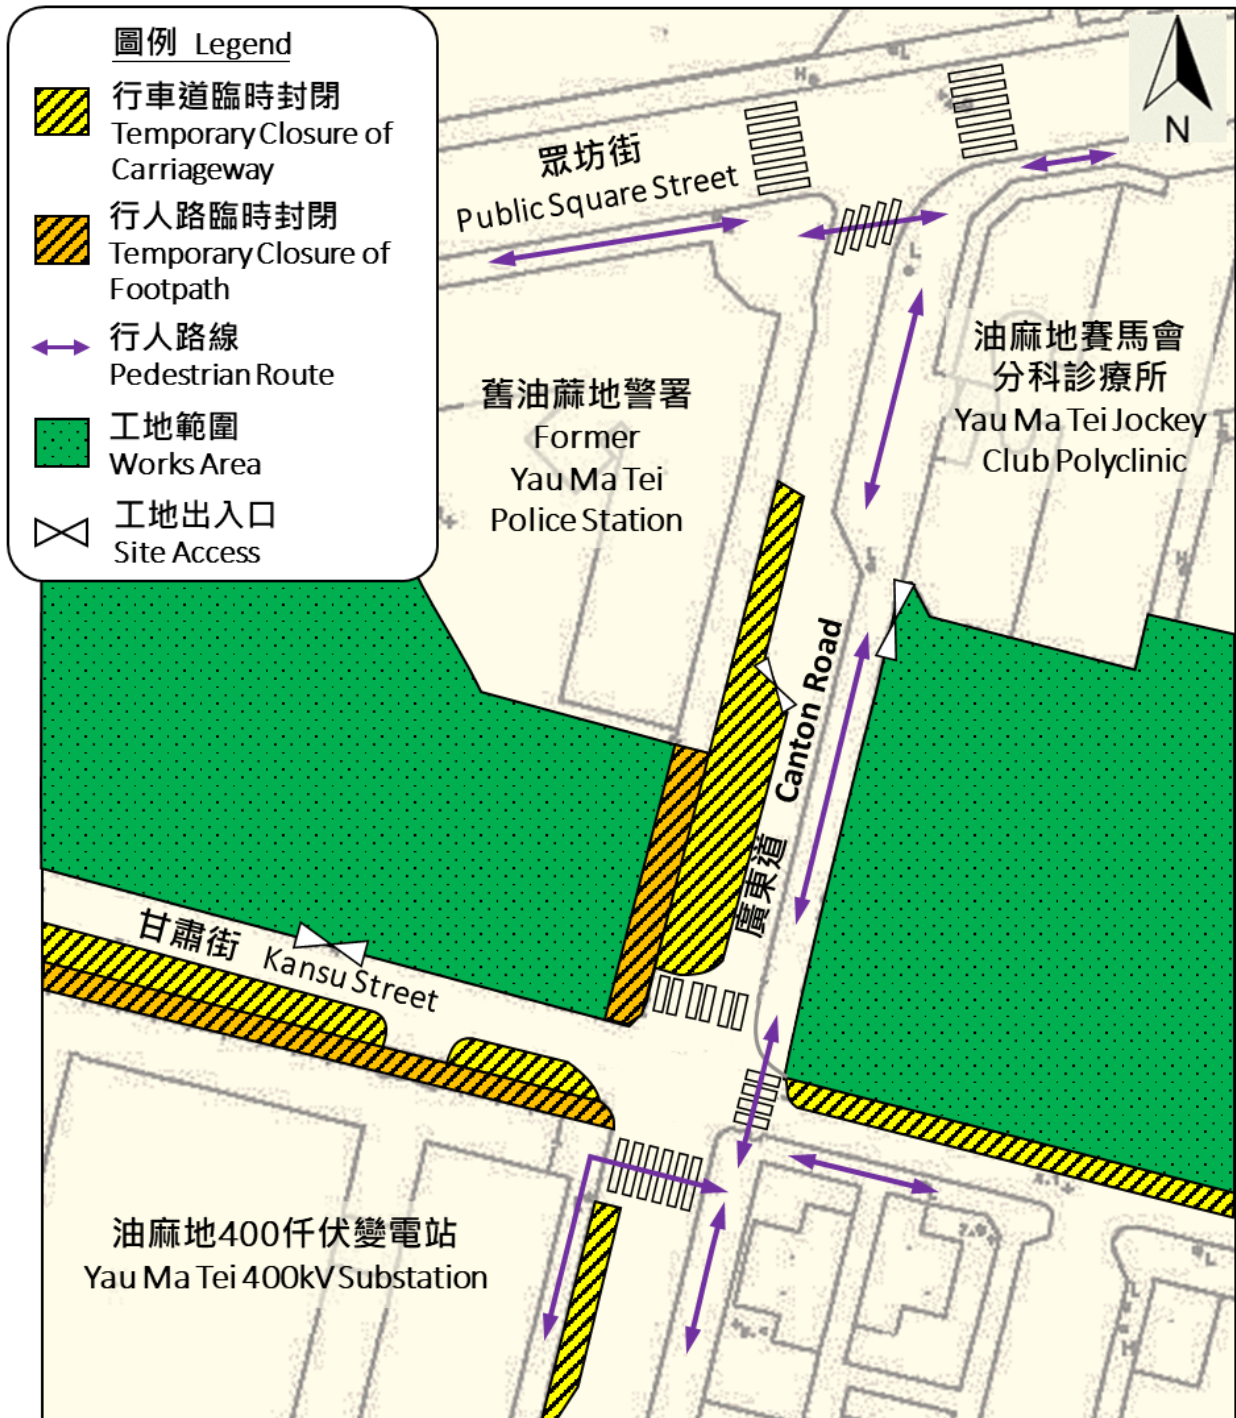 圖例 Legend
行車道臨時封閉
Temporary Closure of
Carriageway
行人路臨時封閉
Temporary Closure of
Footpath
行人路線
Pedestrian Route
工地範圍
Works Area
工地出入口
Site Access
N
眾坊街
Public Square Street
舊油蔴地警署
Former
Yau Ma Tei
Police Station
油麻地賽馬會
分科診療所
Yau Ma Tei Jockey
Club Polyclinic
廣東道 Canton Road
甘肅街 Kansu Street
油麻地400仟伏變電站
Yau Ma Tei 400kV Substation